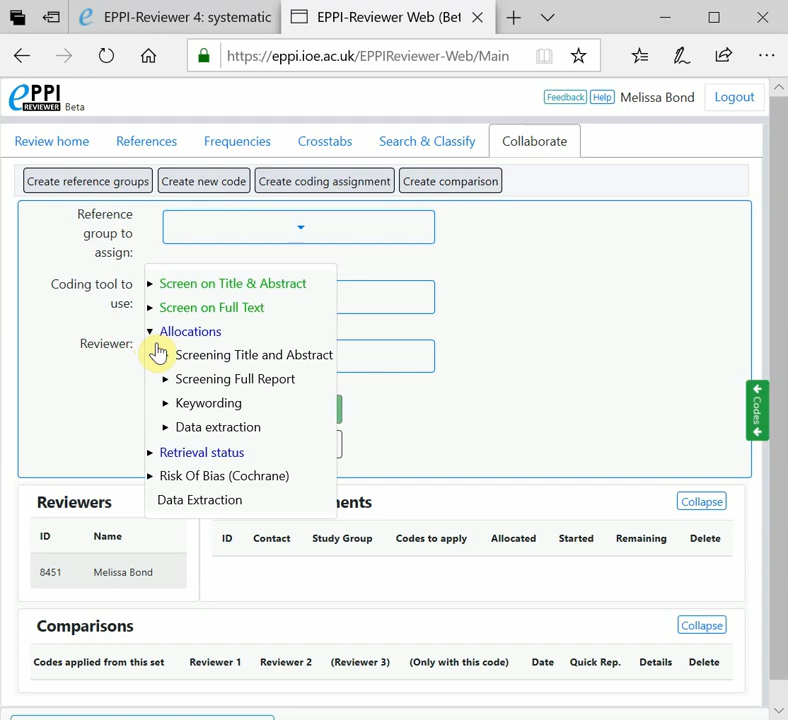 EPPI-Reviewer 4: systematic
EPPI-Reviewer Web (Bet
https://eppi.ioe.ac.uk/EPPIReviewer-Web/Main
ePPI
REVIEWER Beta
Feedback Help Melissa Bond Logout
Review home References Frequencies Crosstabs Search & Classify Collaborate
Create reference groups Create new code Create coding assignment Create comparison
Reference
group to
assign:
Coding tool to
use:
Reviewer:
Screen on Title & Abstract
Screen on Full Text
Allocations
Screening Title and Abstract
Screening Full Report
Keywording
Data extraction
Retrieval status
Risk Of Bias (Cochrane)
Data Extraction
Codes
Reviewers
ID Name
8451 Melissa Bond
ents Collapse
ID Contact Study Group Codes to apply Allocated Started Remaining Delete
Comparisons Collapse
Codes applied from this set Reviewer 1 Reviewer 2 (Reviewer 3) (Only with this code) Date Quick Rep. Details Delete